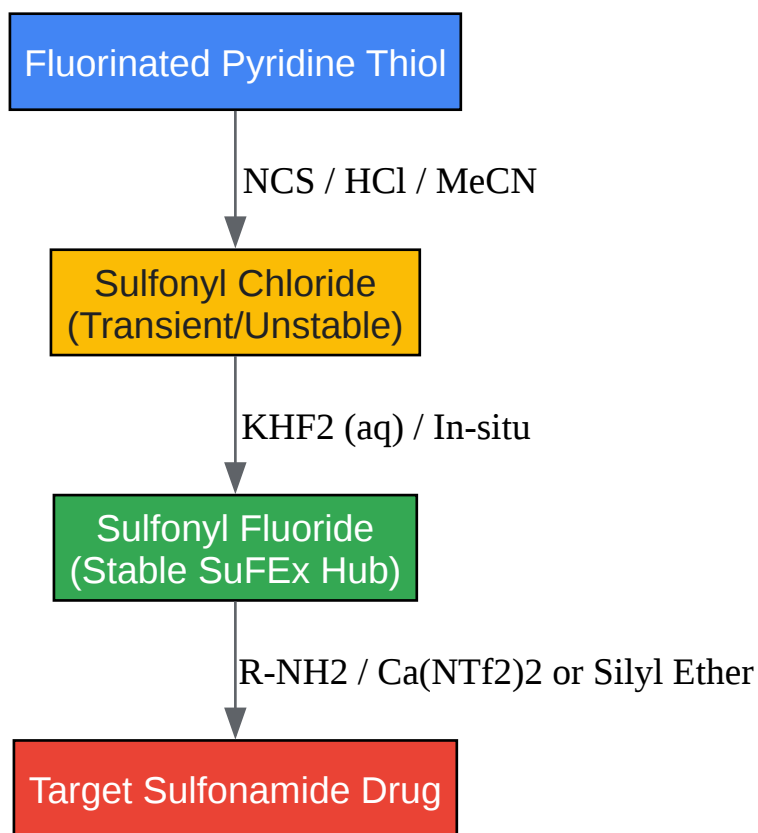 Fluorinated Pyridine Thiol
NCS / HCl / MeCN
Sulfonyl Chloride
(Transient/Unstable)
KHF2 (aq) / In-situ
Sulfonyl Fluoride
(Stable SuFEx Hub)
R-NH2 / Ca(NTf2)2 or Silyl Ether
Target Sulfonamide Drug